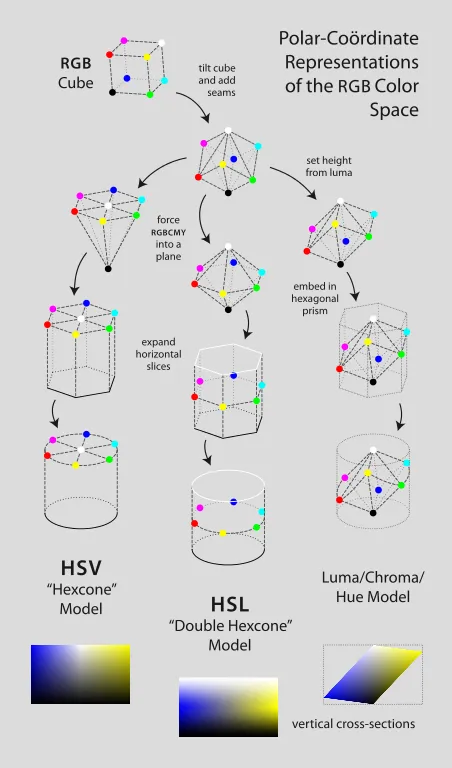 Polar-Coördinate
Representations
of the RGB Color
Space
RGB
Cube
tilt cube
and add
seams
set height
from luma
force
RGBCMY
into a
plane
embed in
hexagonal
prism
expand
horizontal
slices
HSV
“Hexcone”
Model
HSL
“Double Hexcone”
Model
Luma/Chroma/
Hue Model
vertical cross-sections